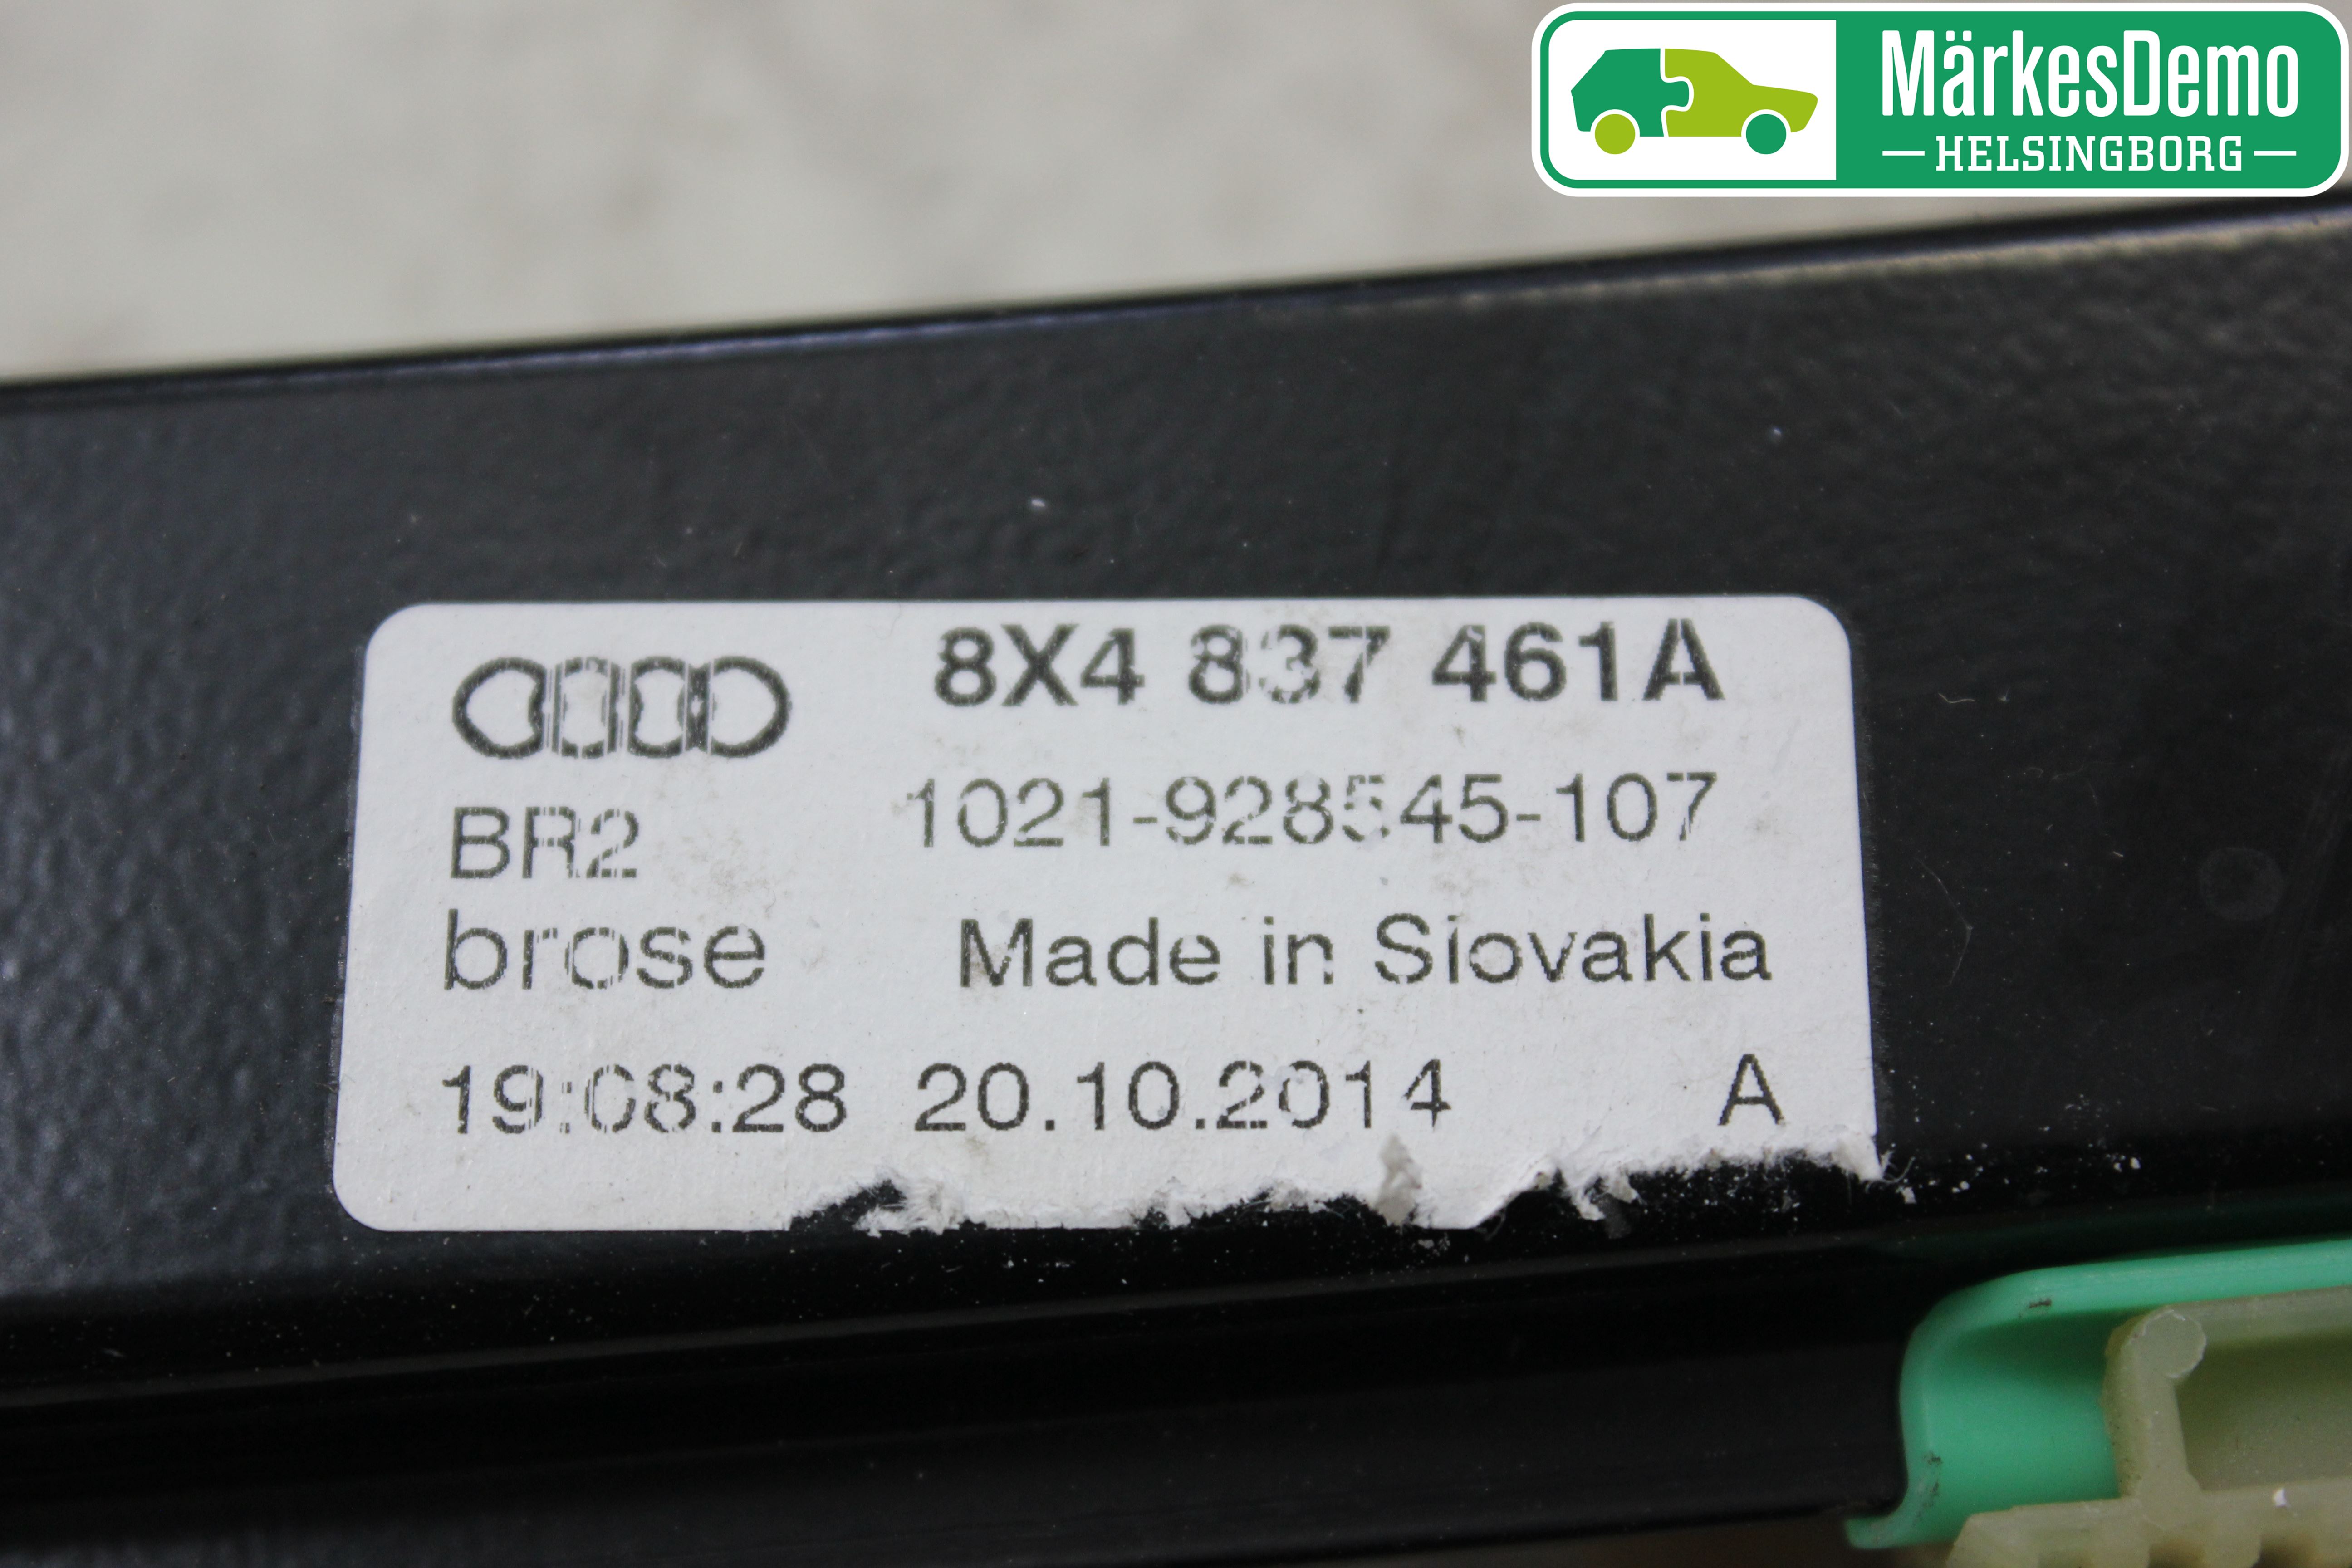 MärkesDemo
HELSINGBORG
8X4 837 461A
BR2 1021-928545-107
brose Made in Slovakia
19:08:28 20.10.2014 A